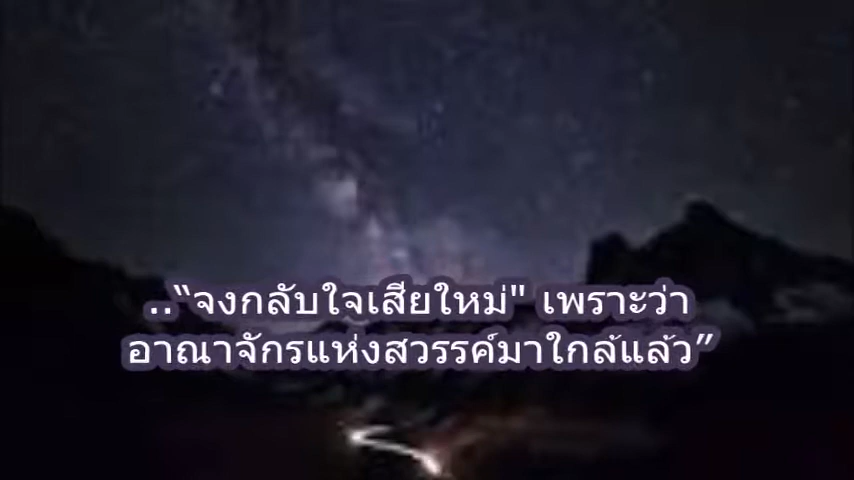 ..“จงกลับใจเสียใหม่" เพราะว่า
อาณาจักรแห่งสวรรค์มาใกล้แล้ว”